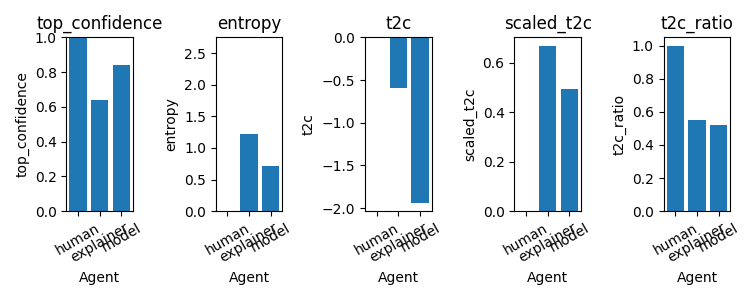 top_confidence
entropy
t2c
scaled_t2c
t2c_ratio
top_confidence
1.0
0.8
0.6
0.4
0.2
0.0
human
explainer
model
Agent
entropy
2.5
2.0
1.5
1.0
0.5
0.0
human
explainer
model
Agent
t2c
0.0
−0.5
−1.0
−1.5
−2.0
human
explainer
model
Agent
scaled_t2c
0.6
0.4
0.2
0.0
human
explainer
model
Agent
t2c_ratio
1.0
0.8
0.6
0.4
0.2
0.0
human
explainer
model
Agent